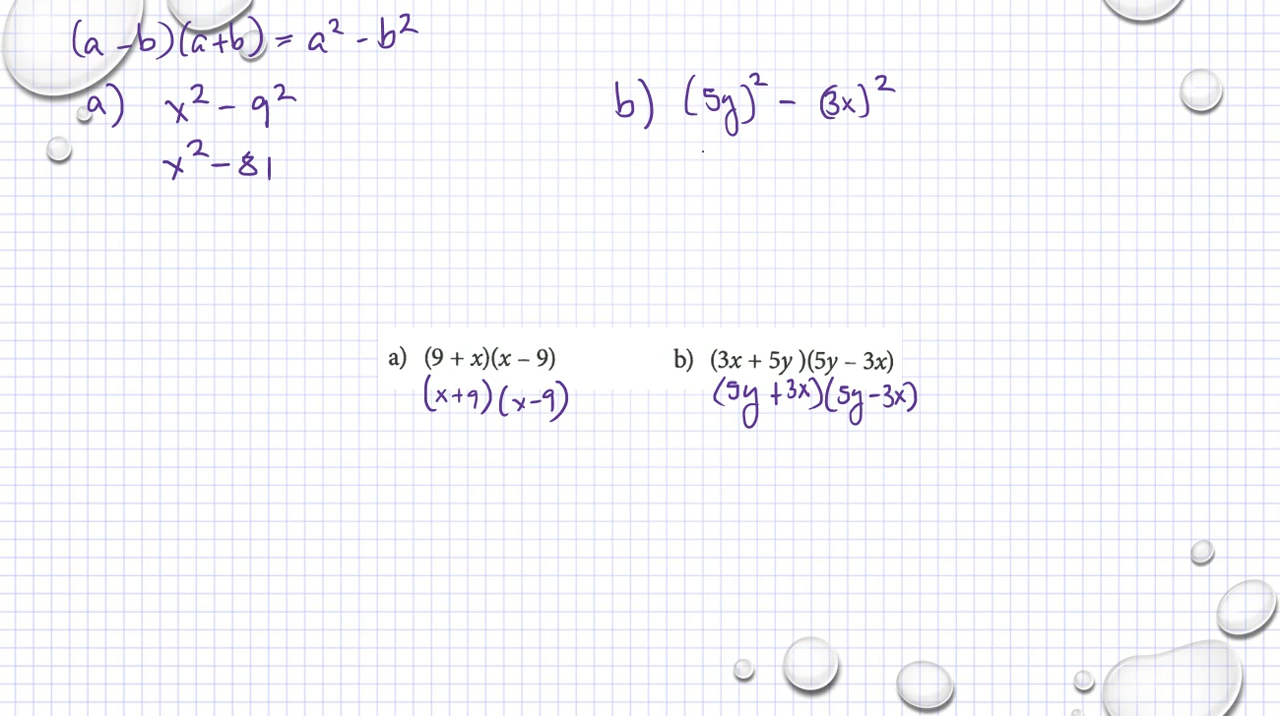 (a - b)(a + b) = a² - b²
a) x² - 9²
x² - 81
b) (5y)² - (3x)²
a) (9 + x)(x – 9)
(x+9)(x-9)
b) (3x + 5y )(5y – 3x)
(5y + 3x)(5y - 3x)